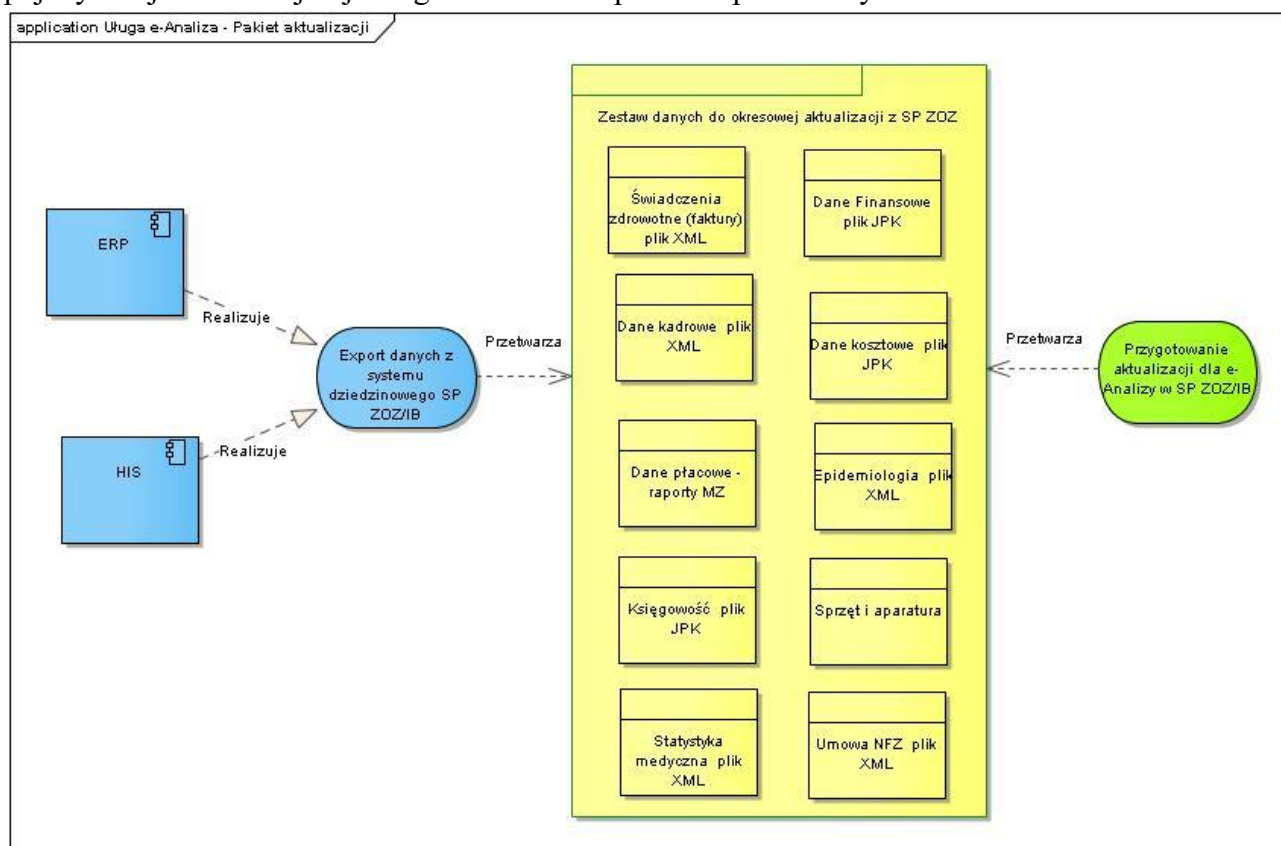 application Uługa e-Analiza - Pakiet aktualizacji
Zestaw danych do okresowej aktualizacji z SP ZOZ
ERP
HIS
Realizuje
Realizuje
Export danych z
systemu
dziedzinowego SP
ZOZ/IB
Przetwarza
Świadczenia
zdrowotne (faktury)
plik XML
Dane Finansowe
plik JPK
Dane kadrowe plik
XML
Dane kosztowe plik
JPK
Dane płacowe -
raporty MZ
Epidemiologia plik
XML
Księgowość plik
JPK
Sprzęt i aparatura
Statystyka
medyczna plik
XML
Umowa NFZ plik
XML
Przetwarza
Przygotowanie
aktualizacji dla e-
Analizy w SP ZOZ/IB